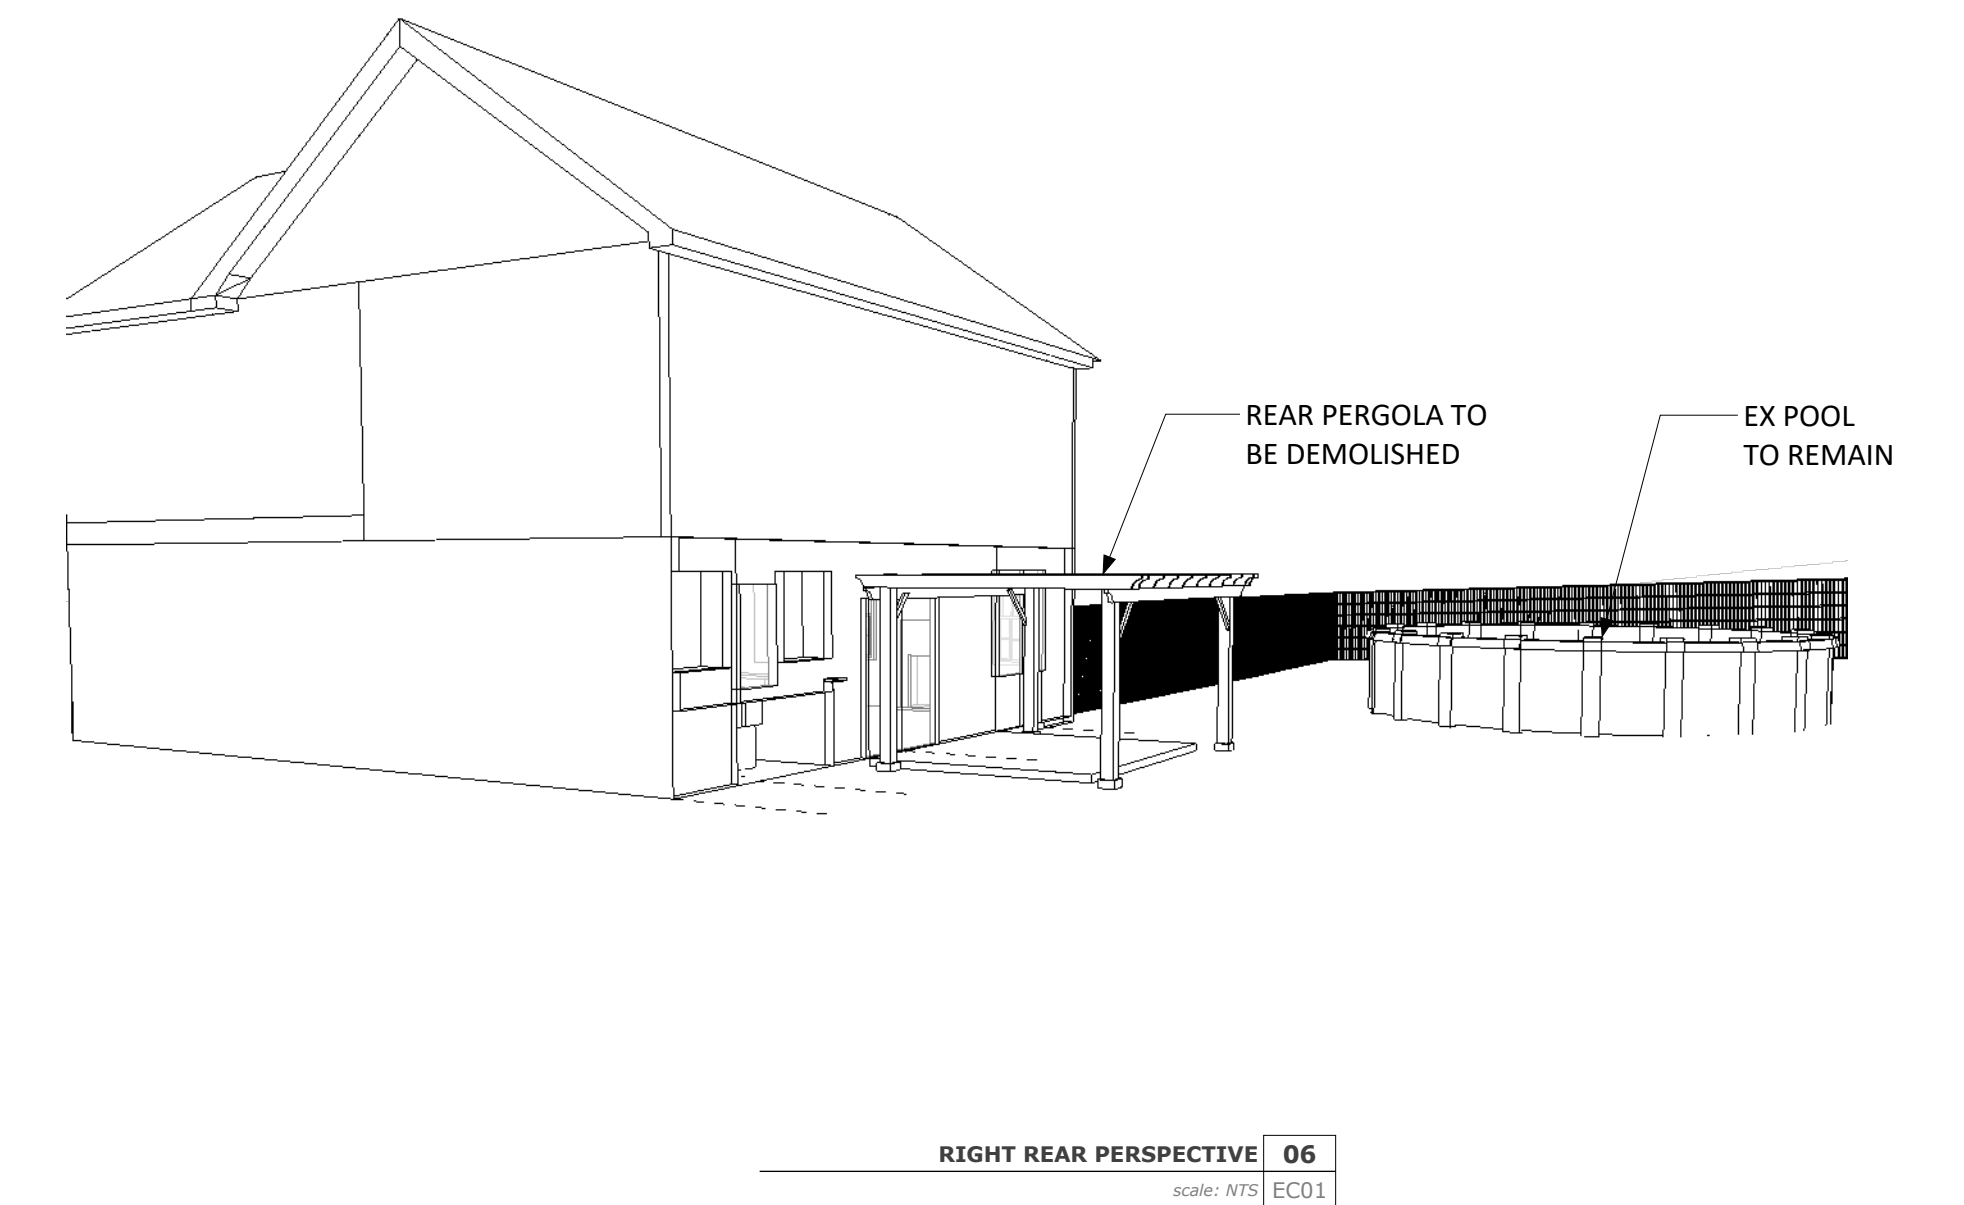 REAR PERGOLA TO
BE DEMOLISHED
EX POOL
TO REMAIN
RIGHT REAR PERSPECTIVE 06
scale: NTS EC01